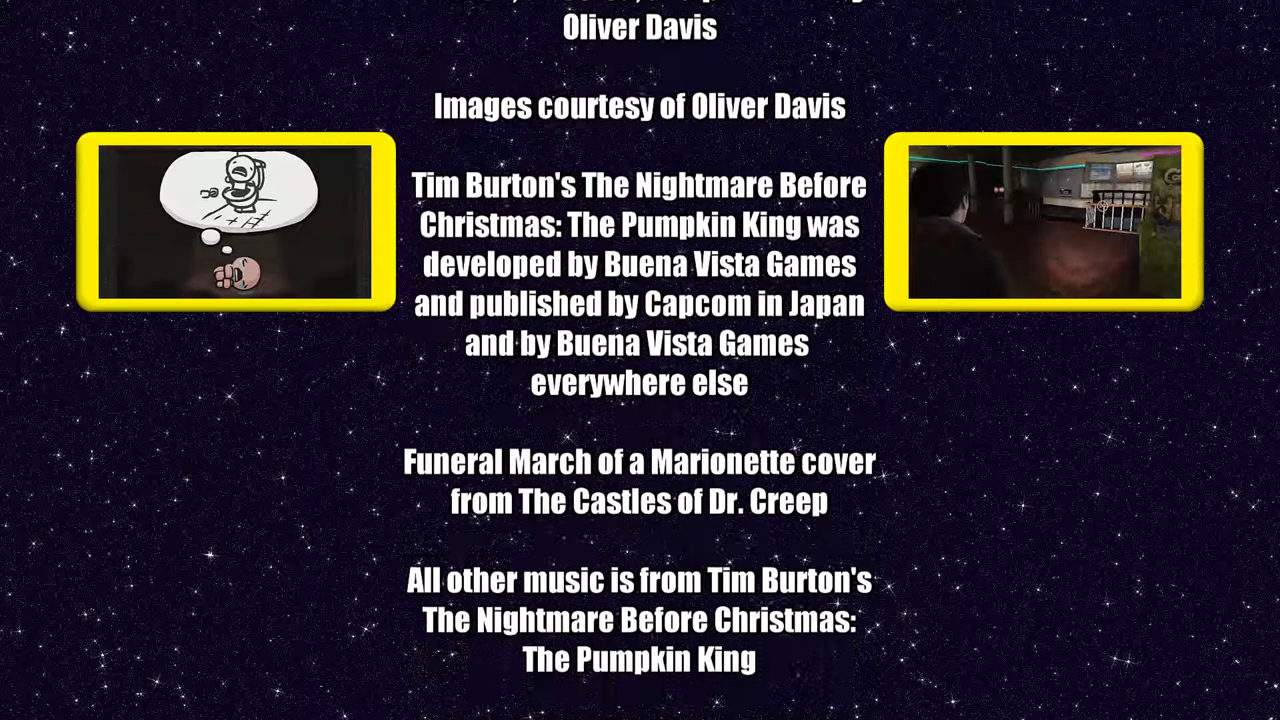 Oliver Davis
Images courtesy of Oliver Davis
Tim Burton's The Nightmare Before
Christmas: The Pumpkin King was
developed by Buena Vista Games
and published by Capcom in Japan
and by Buena Vista Games
everywhere else
Funeral March of a Marionette cover
from The Castles of Dr. Creep
All other music is from Tim Burton's
The Nightmare Before Christmas:
The Pumpkin King